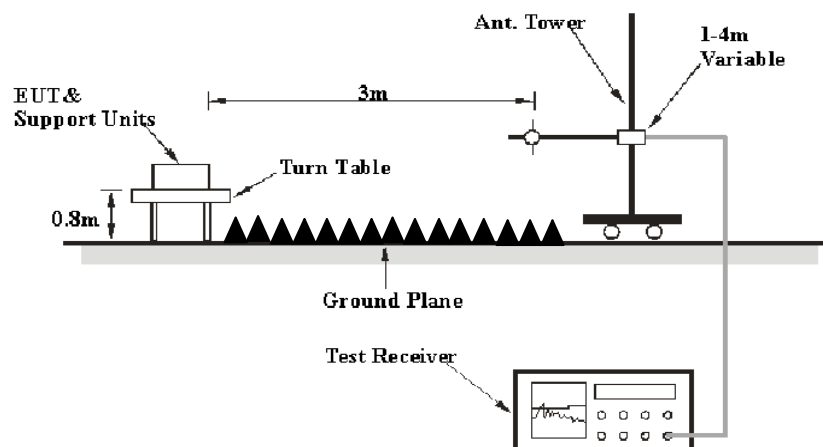 Ant. Tower
1-4m
Variable
3m
EUT&
Support Units
Turn Table
0.8m
Ground Plane
Test Receiver